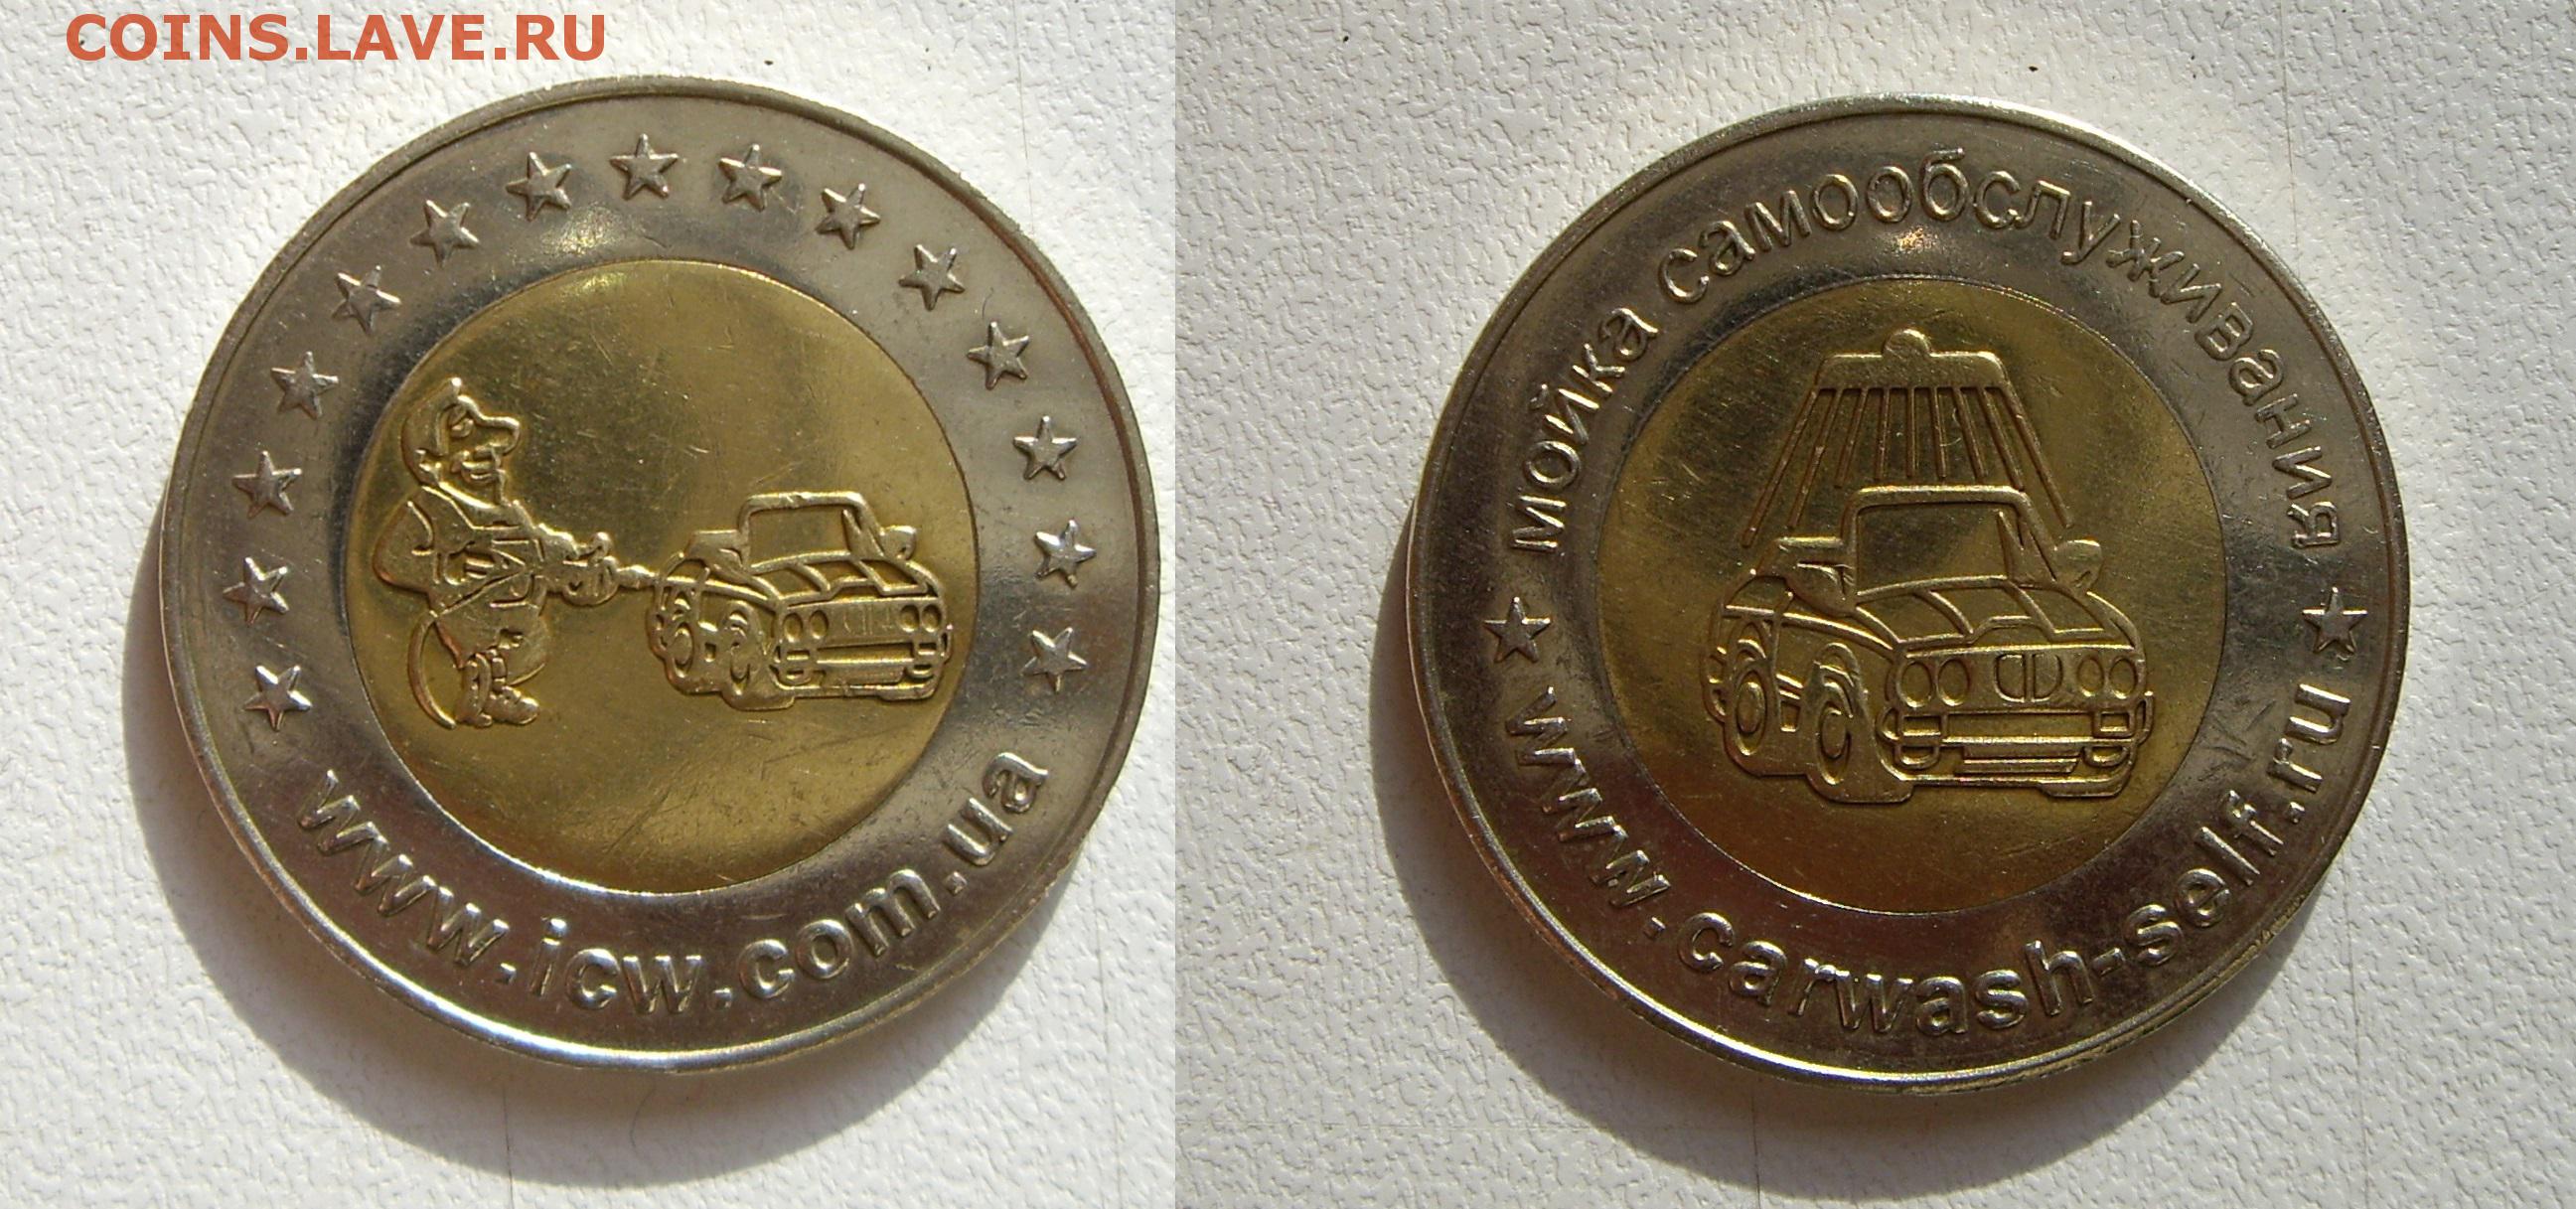 COINS.LAVE.RU
www.icw.com.ua
мойка самообслуживания
www.carwash-self.ru